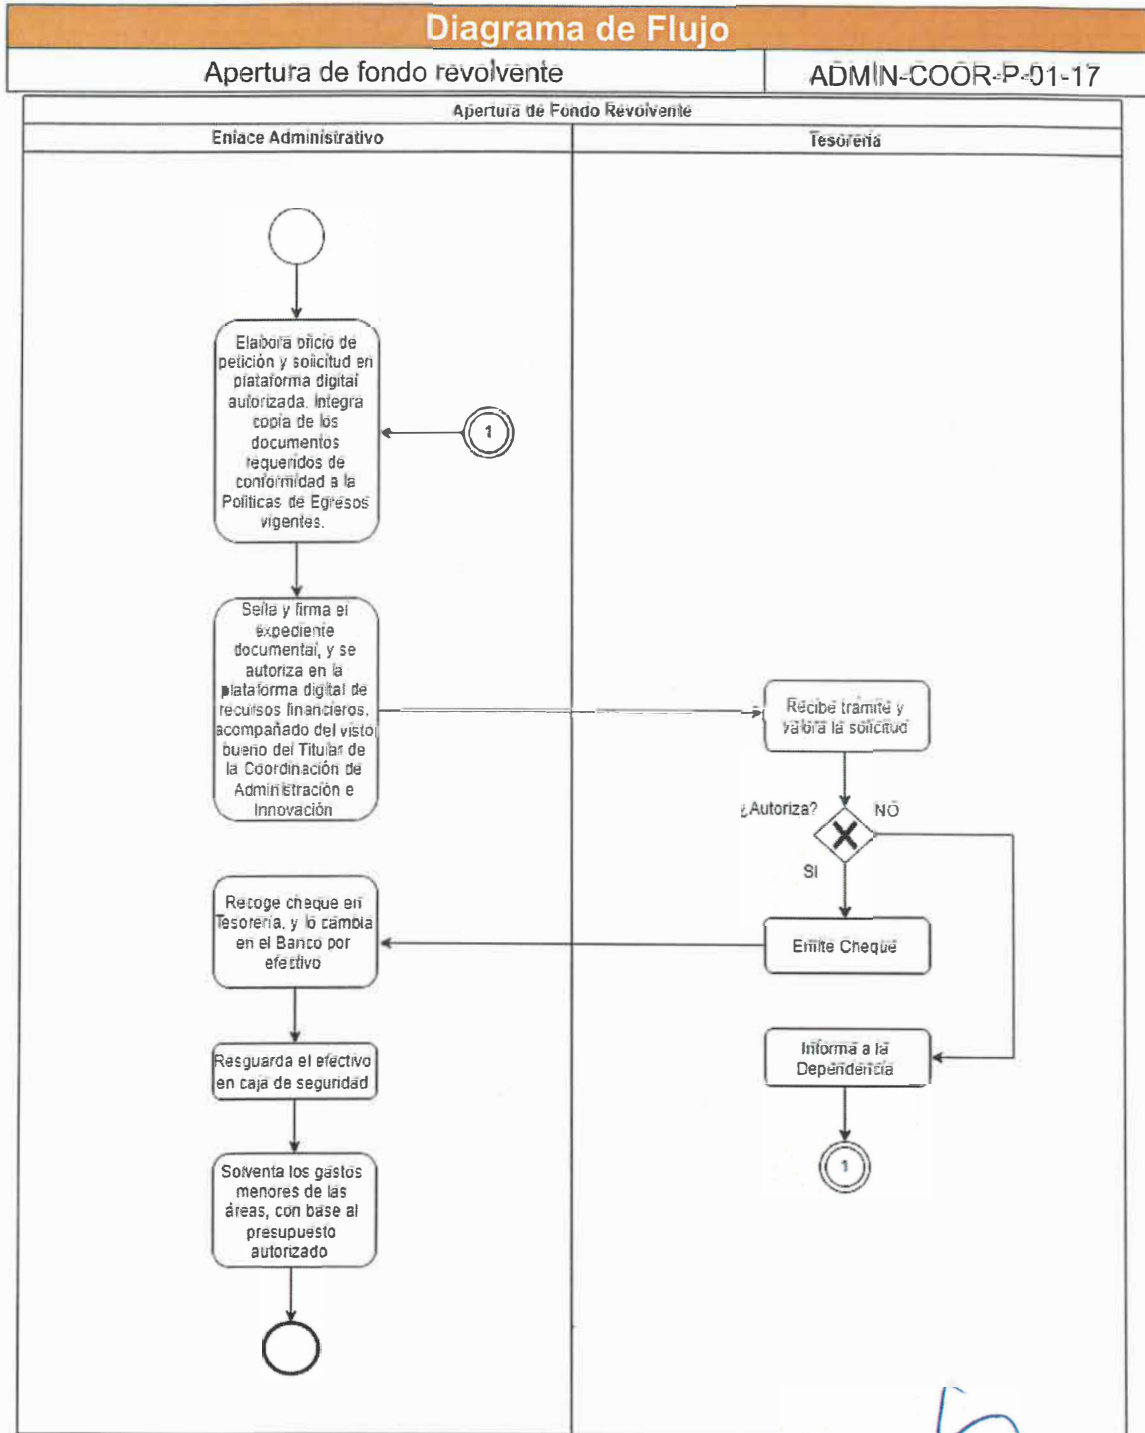 Diagrama de Flujo
Apertura de fondo revolvente
ADMIN-COOR-P-01-17
Apertura de Fondo Revolvente
Enlace Administrativo
Tesorería
Elabora oficio de
petición y solicitud en
plataforma digital
autorizada. Integra
copia de los
documentos
requeridos de
conformidad a la
Políticas de Egresos
vigentes.
1
Sella y firma el
expediente
documental, y se
autoriza en la
plataforma digital de
recursos financieros,
acompañado del visto
bueno del Titular de
la Coordinación de
Administración e
Innovación
Recibe trámite y
valora la solicitud
¿Autoriza?
NO
SI
Recoge cheque en
Tesorería, y lo cambia
en el Banco por
efectivo
Emite Cheque
Resguarda el efectivo
en caja de seguridad
Informa a la
Dependencia
1
Solventa los gastos
menores de las
áreas, con base al
presupuesto
autorizado